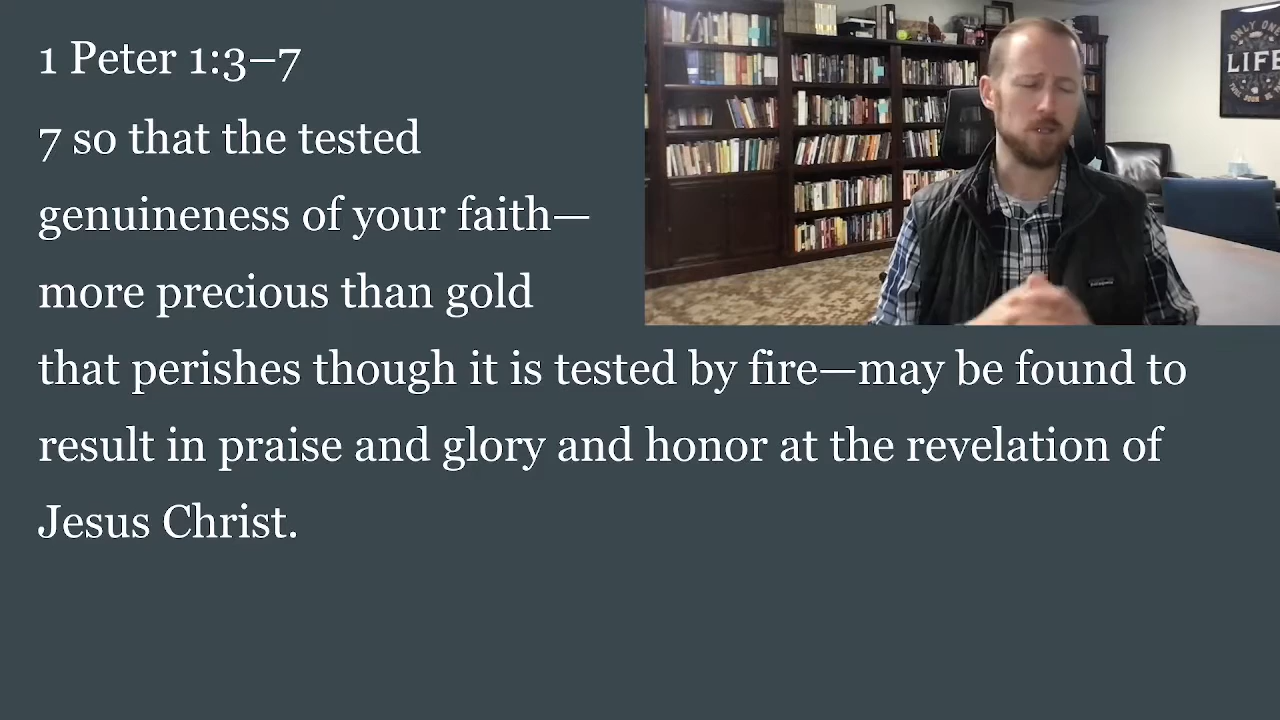 1 Peter 1:3–7
7 so that the tested
genuineness of your faith—
more precious than gold
that perishes though it is tested by fire—may be found to
result in praise and glory and honor at the revelation of
Jesus Christ.
ONLY ONE
LIFE
patagonia